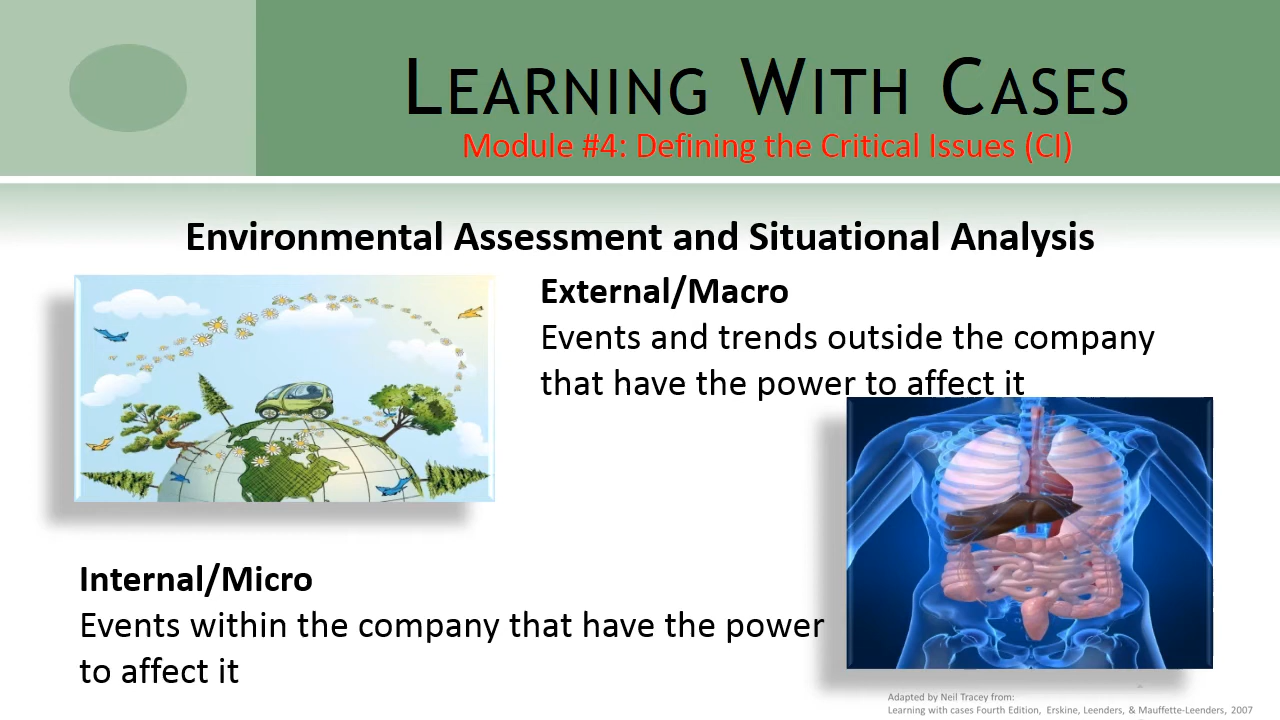 LEARNING WITH CASES
Module #4: Defining the Critical Issues (CI)
Environmental Assessment and Situational Analysis
External/Macro
Events and trends outside the company
that have the power to affect it
Internal/Micro
Events within the company that have the power
to affect it
Adapted by Neil Tracey from:
Learning with cases Fourth Edition, Erskine, Leenders, & Mauffette-Leenders, 2007